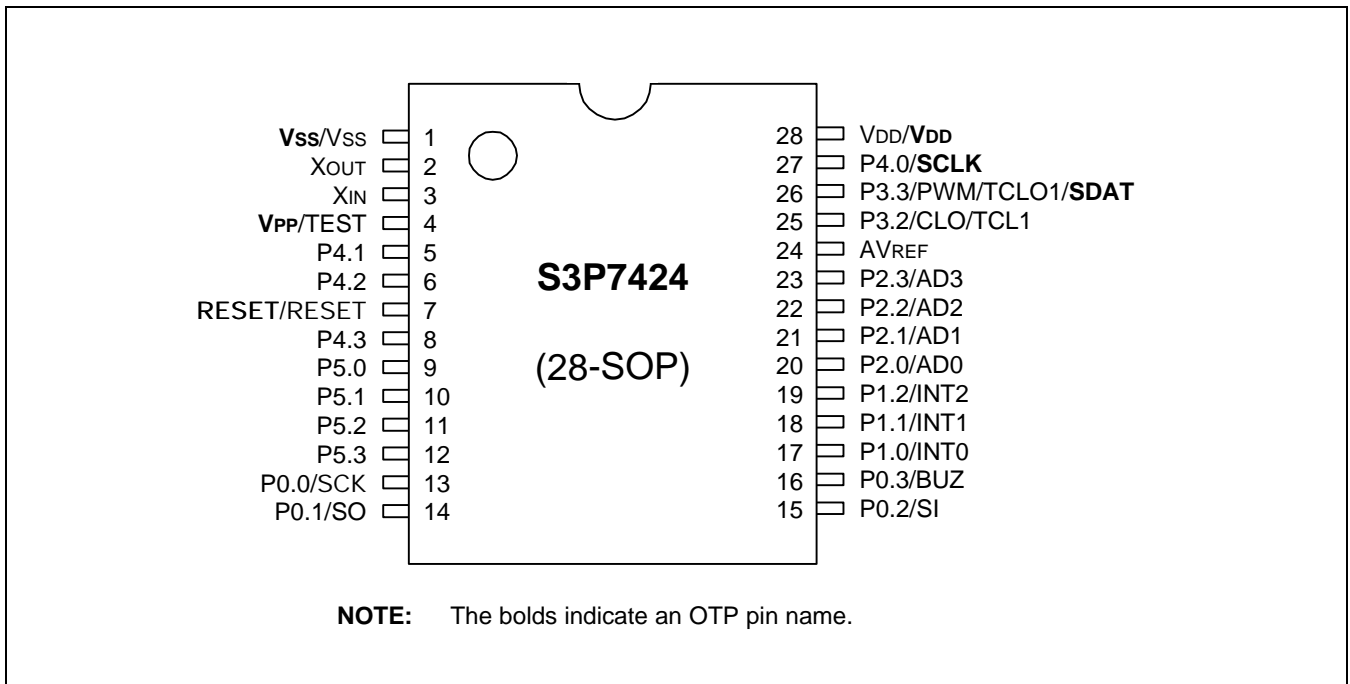 VSS/VSS 1
XOUT 2
XIN 3
VPP/TEST 4
P4.1 5
P4.2 6
RESET/RESET 7
P4.3 8
P5.0 9
P5.1 10
P5.2 11
P5.3 12
P0.0/SCK 13
P0.1/SO 14
S3P7424
(28-SOP)
28 VDD/VDD
27 P4.0/SCLK
26 P3.3/PWM/TCLO1/SDAT
25 P3.2/CLO/TCL1
24 AVREF
23 P2.3/AD3
22 P2.2/AD2
21 P2.1/AD1
20 P2.0/AD0
19 P1.2/INT2
18 P1.1/INT1
17 P1.0/INT0
16 P0.3/BUZ
15 P0.2/SI
NOTE: The bolds indicate an OTP pin name.